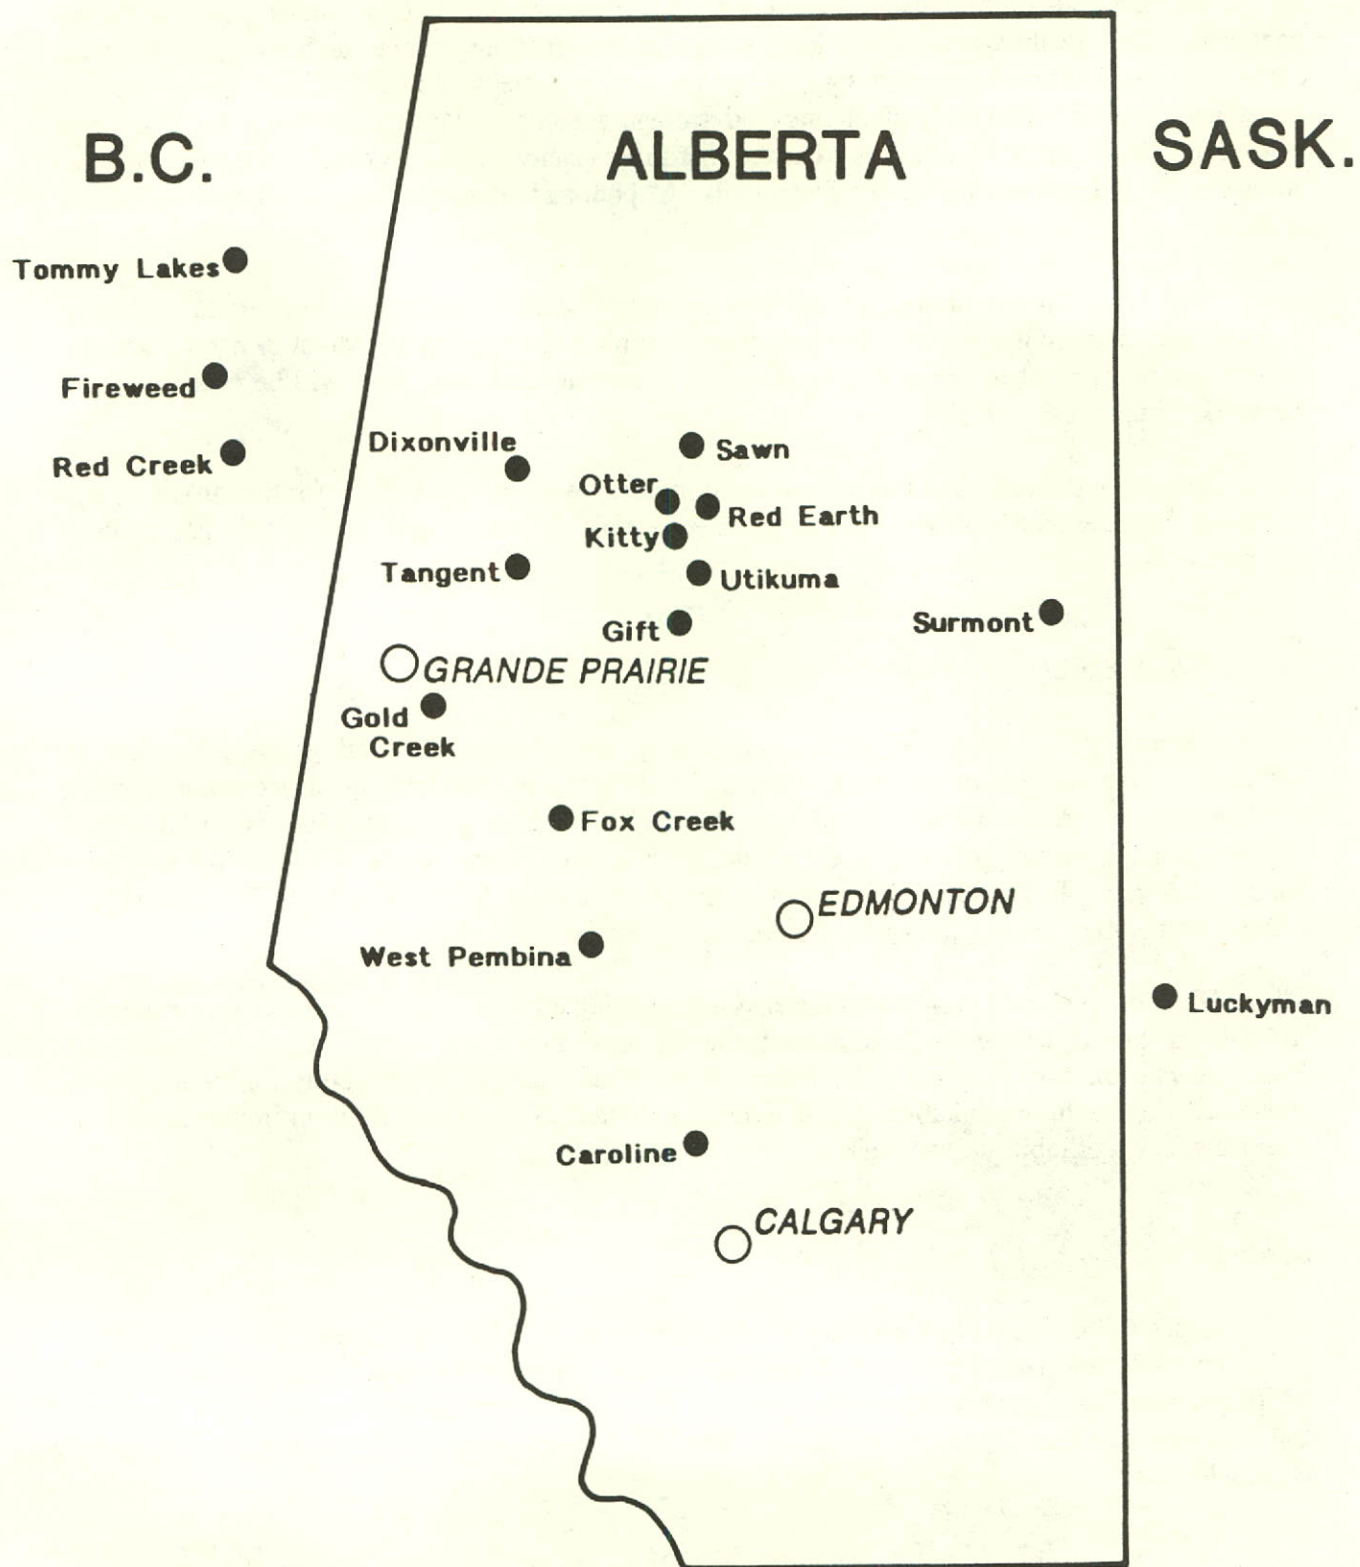 B.C.
ALBERTA
SASK.
Tommy Lakes
Fireweed
Red Creek
Dixonville
Sawn
Otter
Red Earth
Kitty
Tangent
Utikuma
Gift
Surmont
GRANDE PRAIRIE
Gold
Creek
Fox Creek
EDMONTON
West Pembina
Luckyman
Caroline
CALGARY